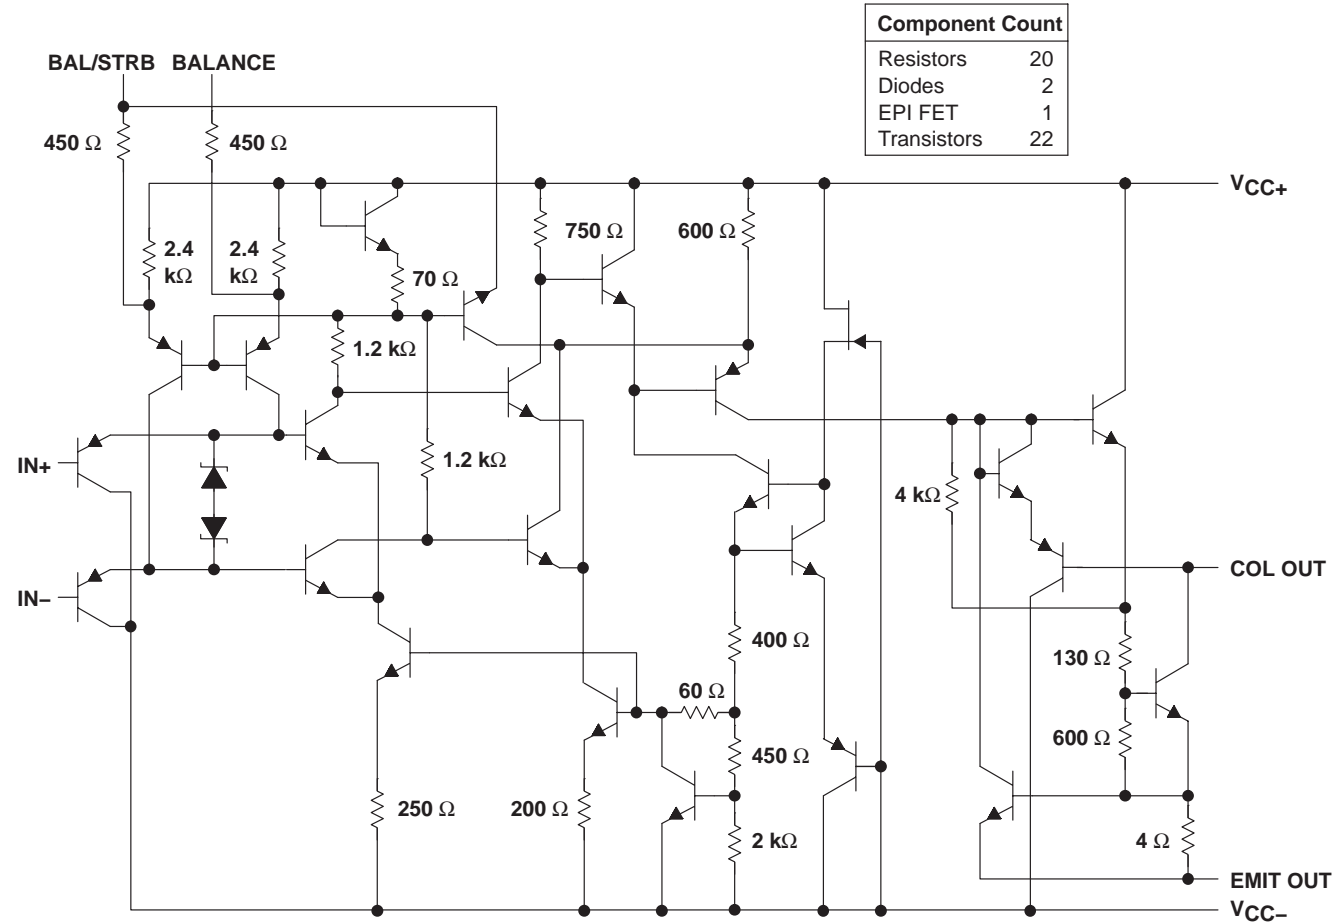 Component Count
Resistors 20
Diodes 2
EPI FET 1
Transistors 22
BAL/STRB BALANCE
450 Ω 450 Ω
VCC+
2.4 kΩ
2.4 kΩ
70 Ω
750 Ω
600 Ω
1.2 kΩ
IN+
1.2 kΩ
4 kΩ
COL OUT
IN−
400 Ω
130 Ω
60 Ω
450 Ω
600 Ω
250 Ω
200 Ω
2 kΩ
4 Ω
EMIT OUT
VCC−